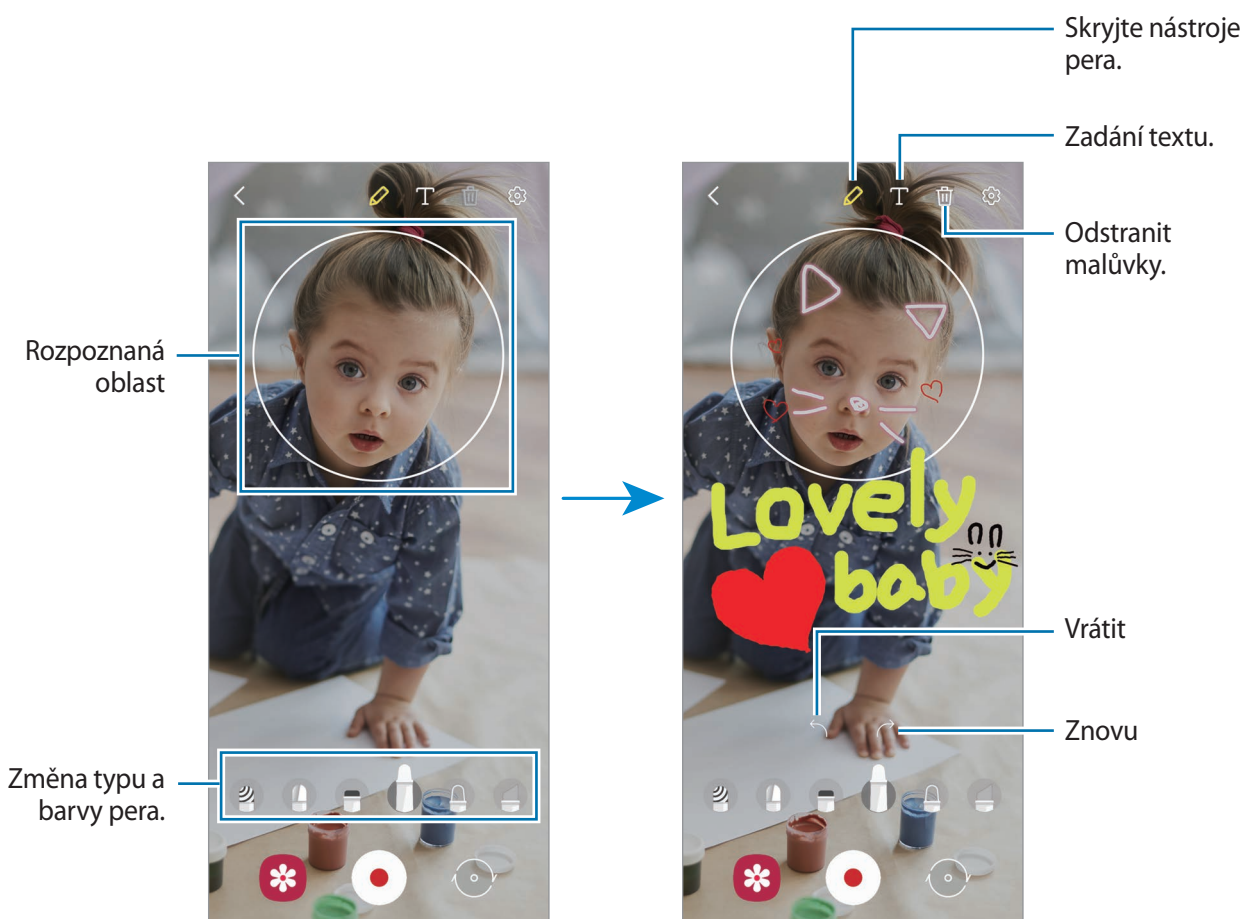 Skryjte nástroje
pera.
Zadání textu.
Odstranit
malůvky.
Rozpoznaná
oblast
Lovely
baby
Vrátit
Znovu
Změna typu a
barvy pera.